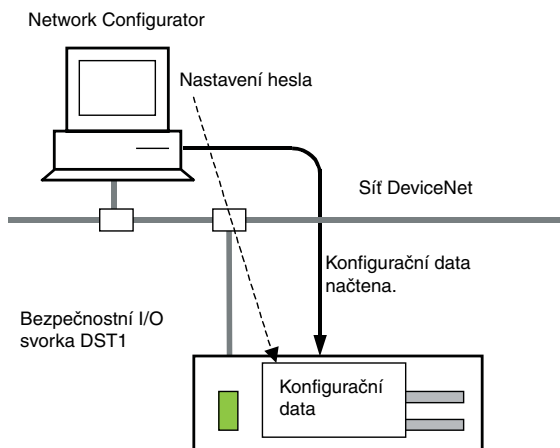 Network Configurator
Nastavení hesla
Síť DeviceNet
Konfigurační data
načtena.
Bezpečnostní I/O
svorka DST1
Konfigurační
data